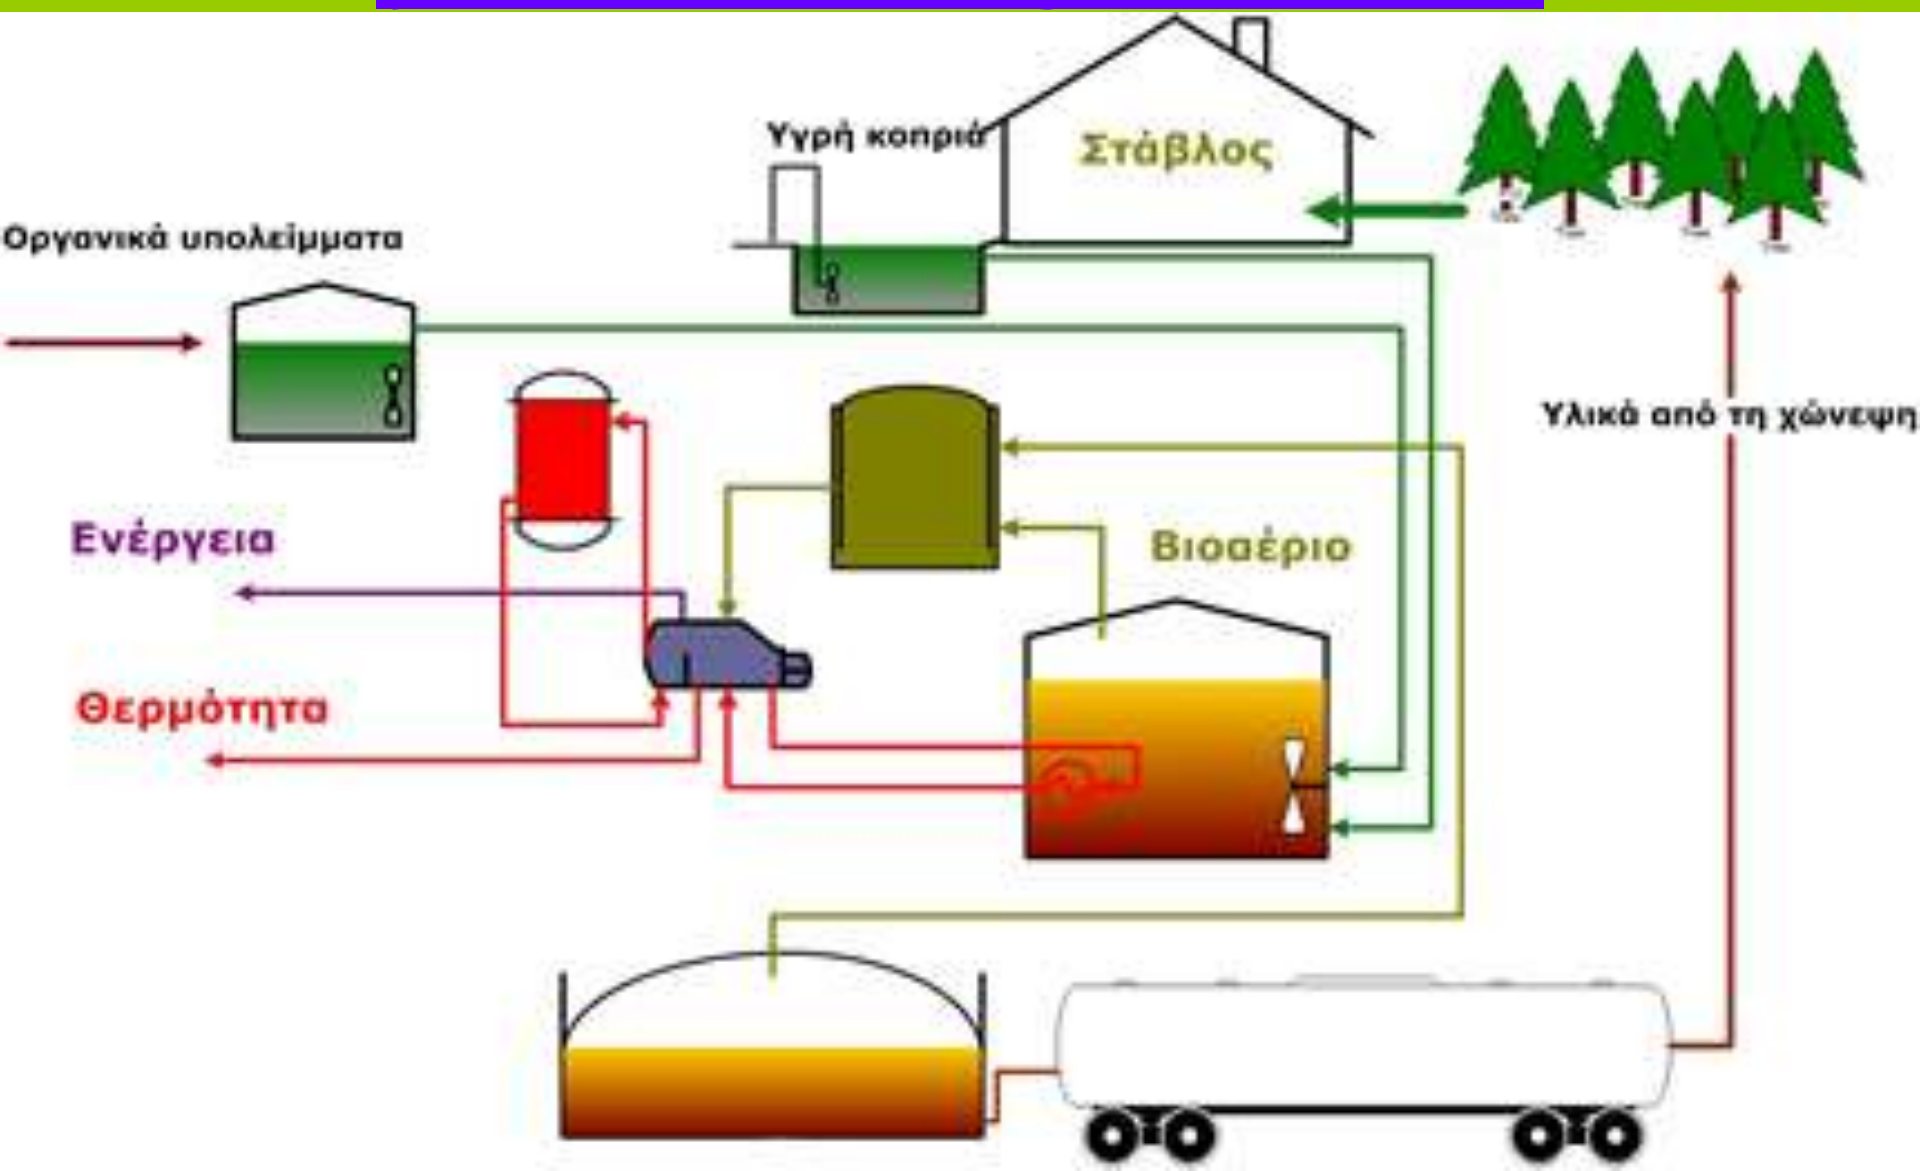 Υγρή κοπριά
Στάβλος
Οργανικά υπολείμματα
Υλικά από τη χώνεψη
Ενέργεια
Βιοαέριο
Θερμότητα